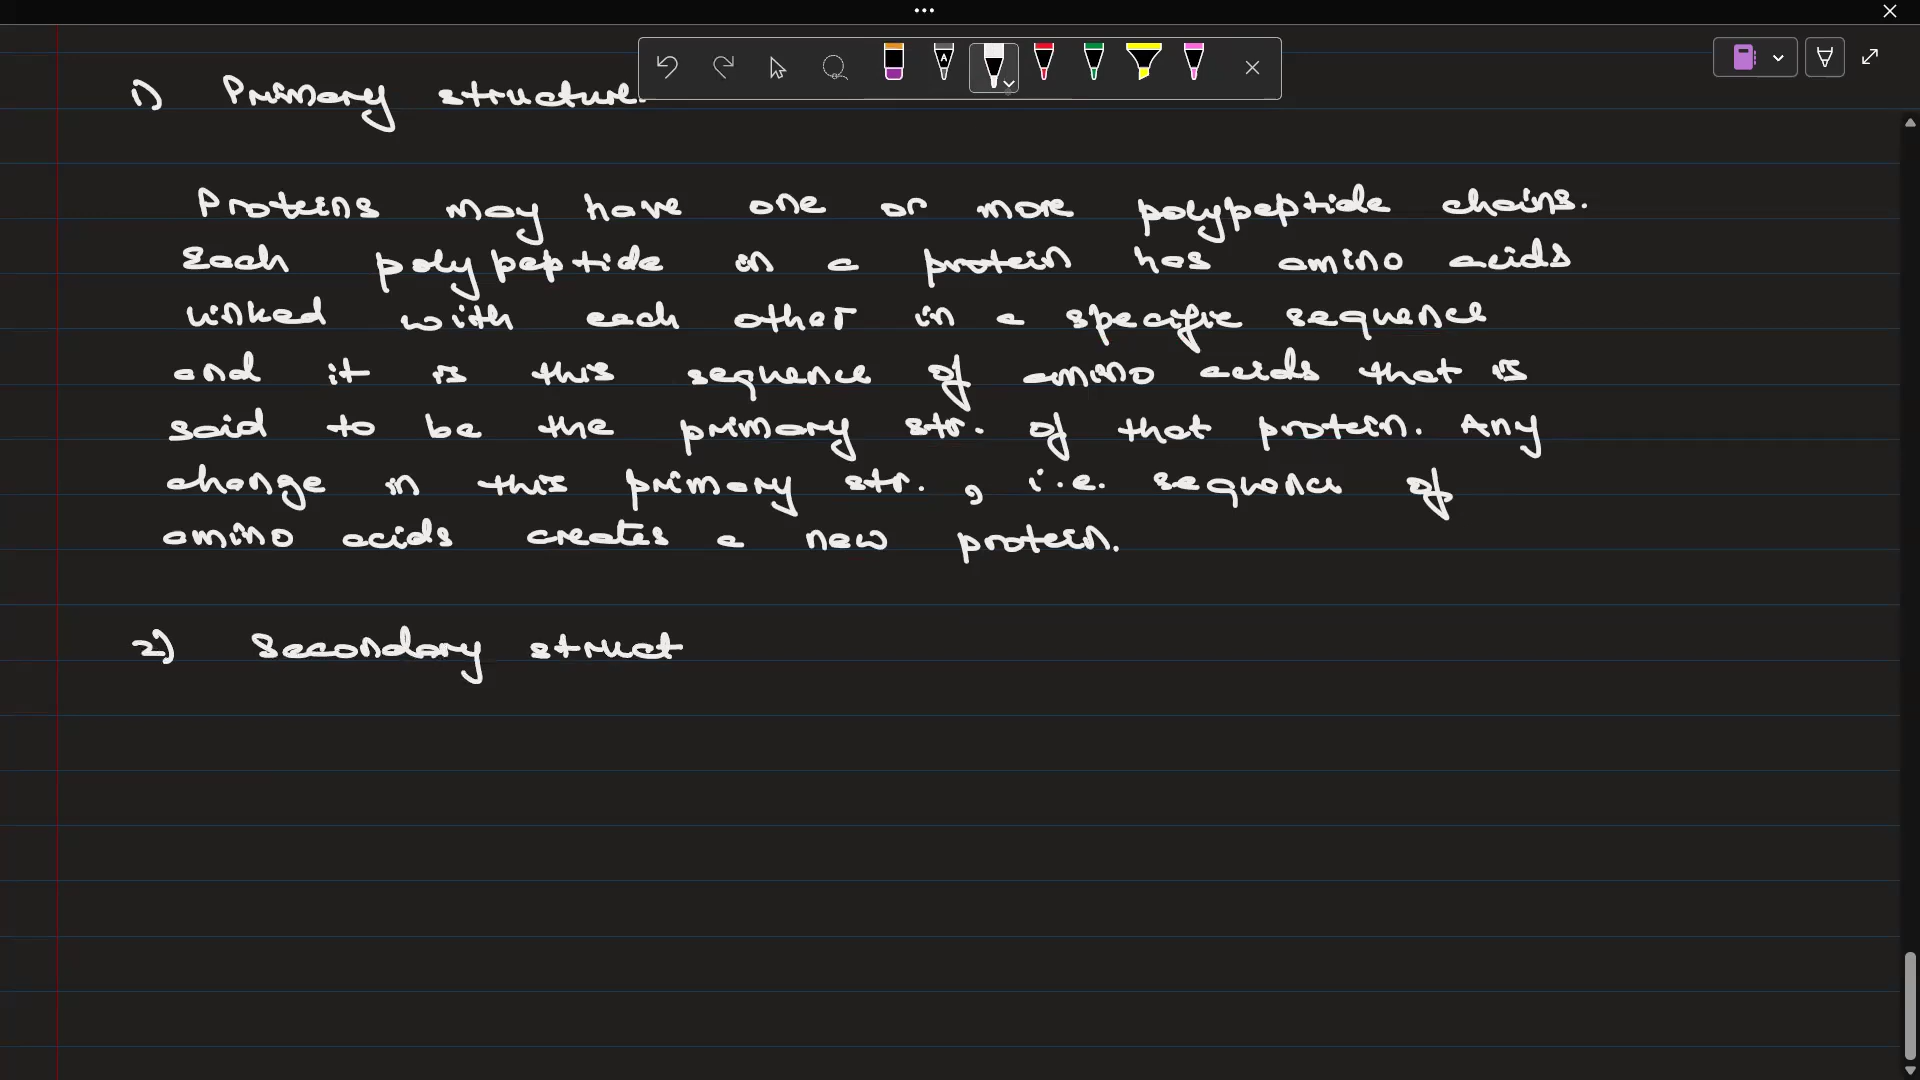 1) Primary structure.
Proteins may have one or more polypeptide chains.
Each polypeptide in a protein has amino acids
linked with each other in a specific sequence
and it is this sequence of amino acids that is
said to be the primary str. of that protein. Any
change in this primary str. , i.e. sequence of
amino acids creates a new protein.
2) Secondary struct